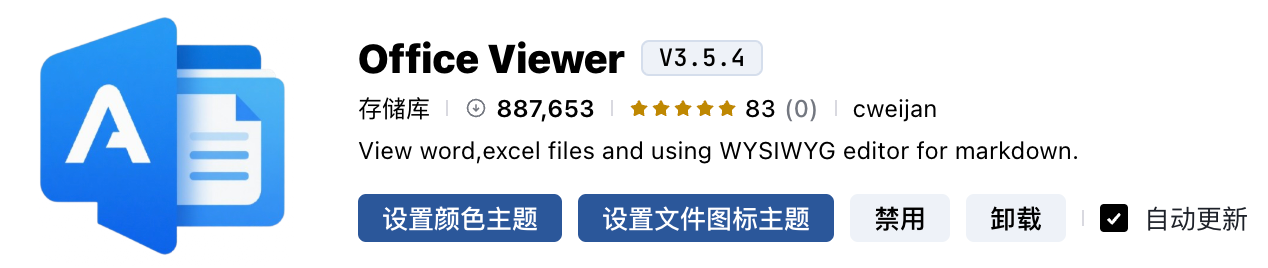 Office Viewer V3.5.4
存储库 887,653 83 (0) cweijan
View word,excel files and using WYSIWYG editor for markdown.
设置颜色主题 设置文件图标主题 禁用 卸载 自动更新